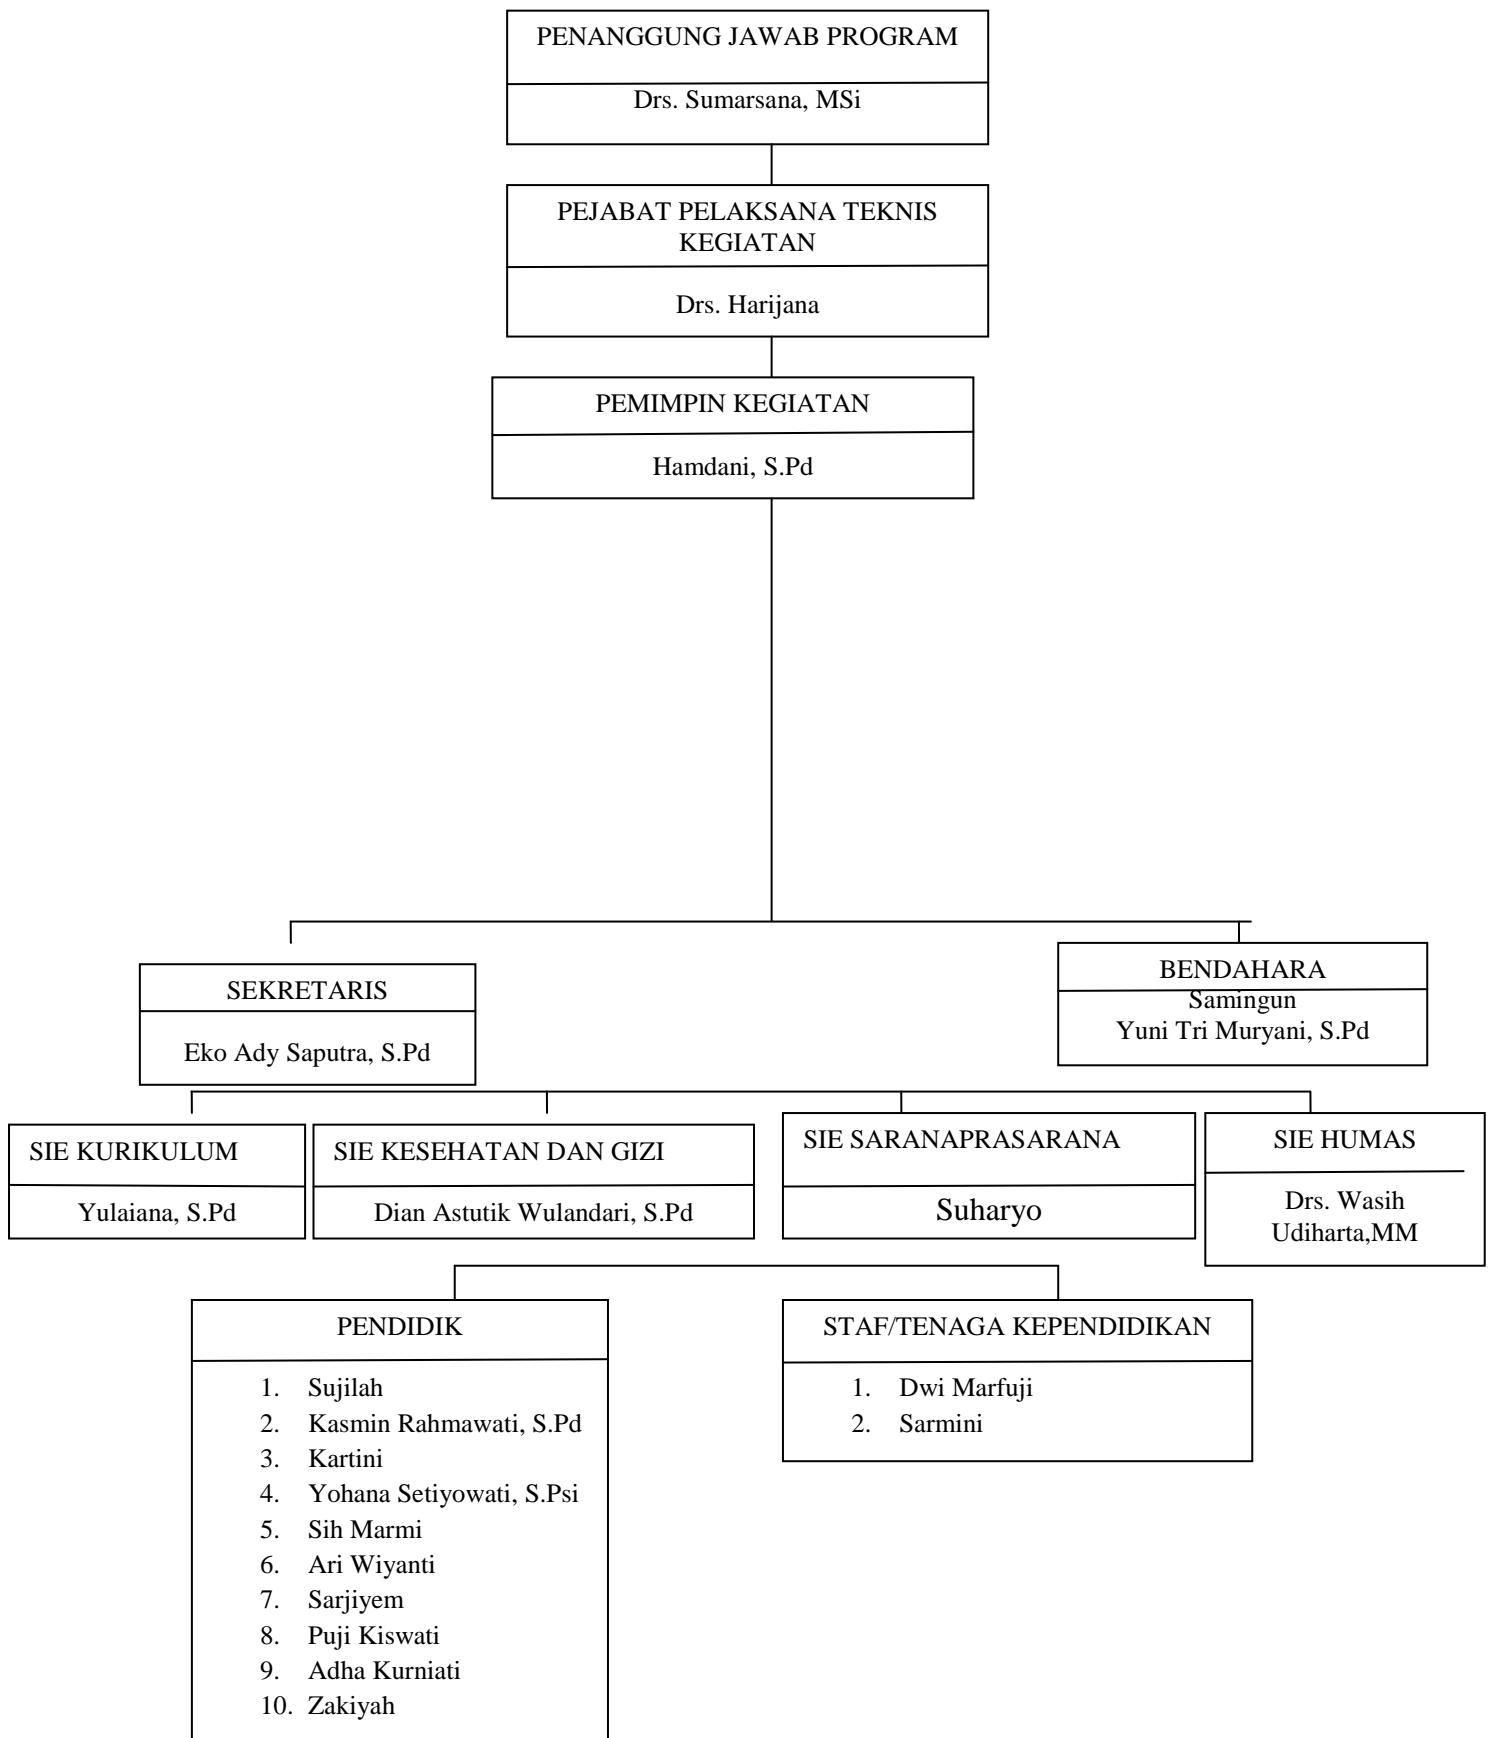 PENANGGUNG JAWAB PROGRAM
Drs. Sumarsana, MSi
PEJABAT PELAKSANA TEKNIS
KEGIATAN
Drs. Harijana
PEMIMPIN KEGIATAN
Hamdani, S.Pd
SEKRETARIS
Eko Ady Saputra, S.Pd
BENDAHARA
Samingun
Yuni Tri Muryani, S.Pd
SIE KURIKULUM
Yulaiana, S.Pd
SIE KESEHATAN DAN GIZI
Dian Astutik Wulandari, S.Pd
SIE SARANAPRASARANA
Suharyo
SIE HUMAS
Drs. Wasih
Udiharta,MM
PENDIDIK
1. Sujilah
2. Kasmin Rahmawati, S.Pd
3. Kartini
4. Yohana Setiyowati, S.Psi
5. Sih Marmi
6. Ari Wiyanti
7. Sarjiyem
8. Puji Kiswati
9. Adha Kurniati
10. Zakiyah
STAF/TENAGA KEPENDIDIKAN
1. Dwi Marfuji
2. Sarmini